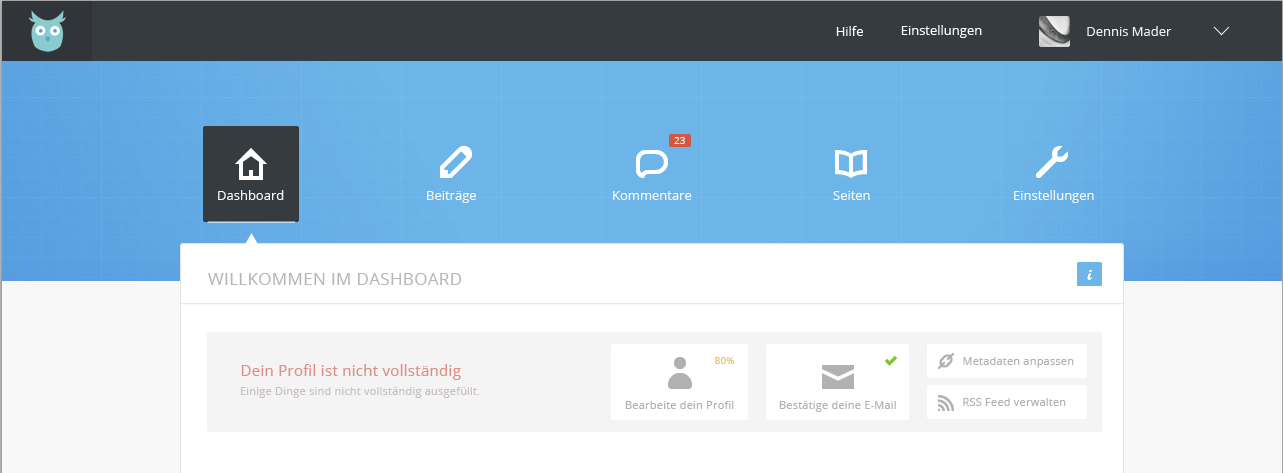 Hilfe
Einstellungen
Dennis Mader
23
Dashboard
Beiträge
Kommentare
Seiten
Einstellungen
WILLKOMMEN IM DASHBOARD
i
Dein Profil ist nicht vollständig
Einige Dinge sind nicht vollständig ausgefüllt.
80%
Bearbeite dein Profil
Bestätige deine E-Mail
Metadaten anpassen
RSS Feed verwalten